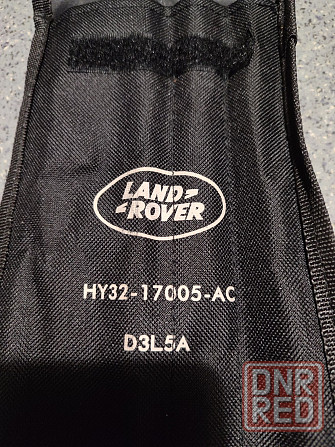 LAND-
-ROVER
HY32-17005-AC
D3L5A
DNR
RED